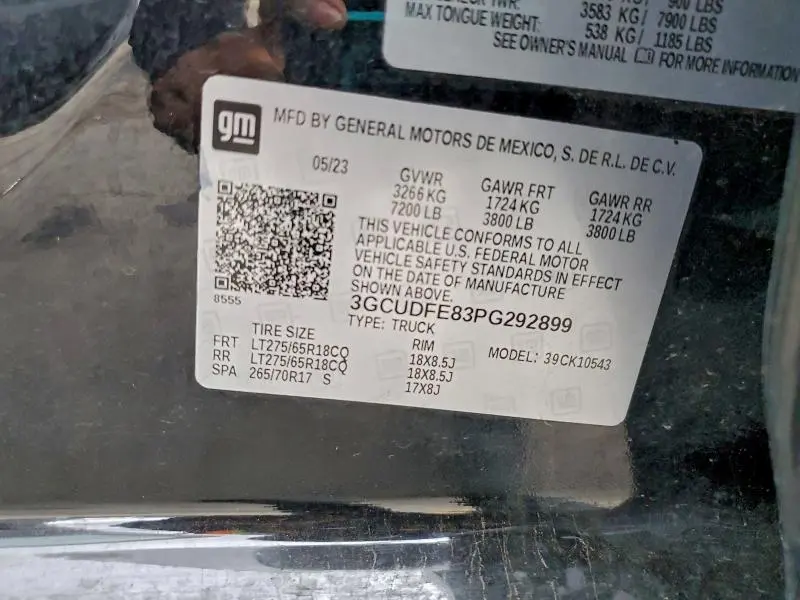 3583 KG / 7900 LBS
MAX TONGUE WEIGHT: 538 KG / 1185 LBS
SEE OWNER'S MANUAL FOR MORE INFORMATION
gm
MFD BY GENERAL MOTORS DE MEXICO, S. DE R.L. DE C.V.
05/23 GVWR GAWR FRT GAWR RR
3266 KG 1724 KG 1724 KG
7200 LB 3800 LB 3800 LB
THIS VEHICLE CONFORMS TO ALL
APPLICABLE U.S. FEDERAL MOTOR
VEHICLE SAFETY STANDARDS IN EFFECT
ON THE DATE OF MANUFACTURE
SHOWN ABOVE.
8555
3GCUDFE83PG292899
TYPE: TRUCK
TIRE SIZE RIM MODEL: 39CK10543
FRT LT275/65R18CQ 18X8.5J
RR LT275/65R18CQ 18X8.5J
SPA 265/70R17 S 17X8J